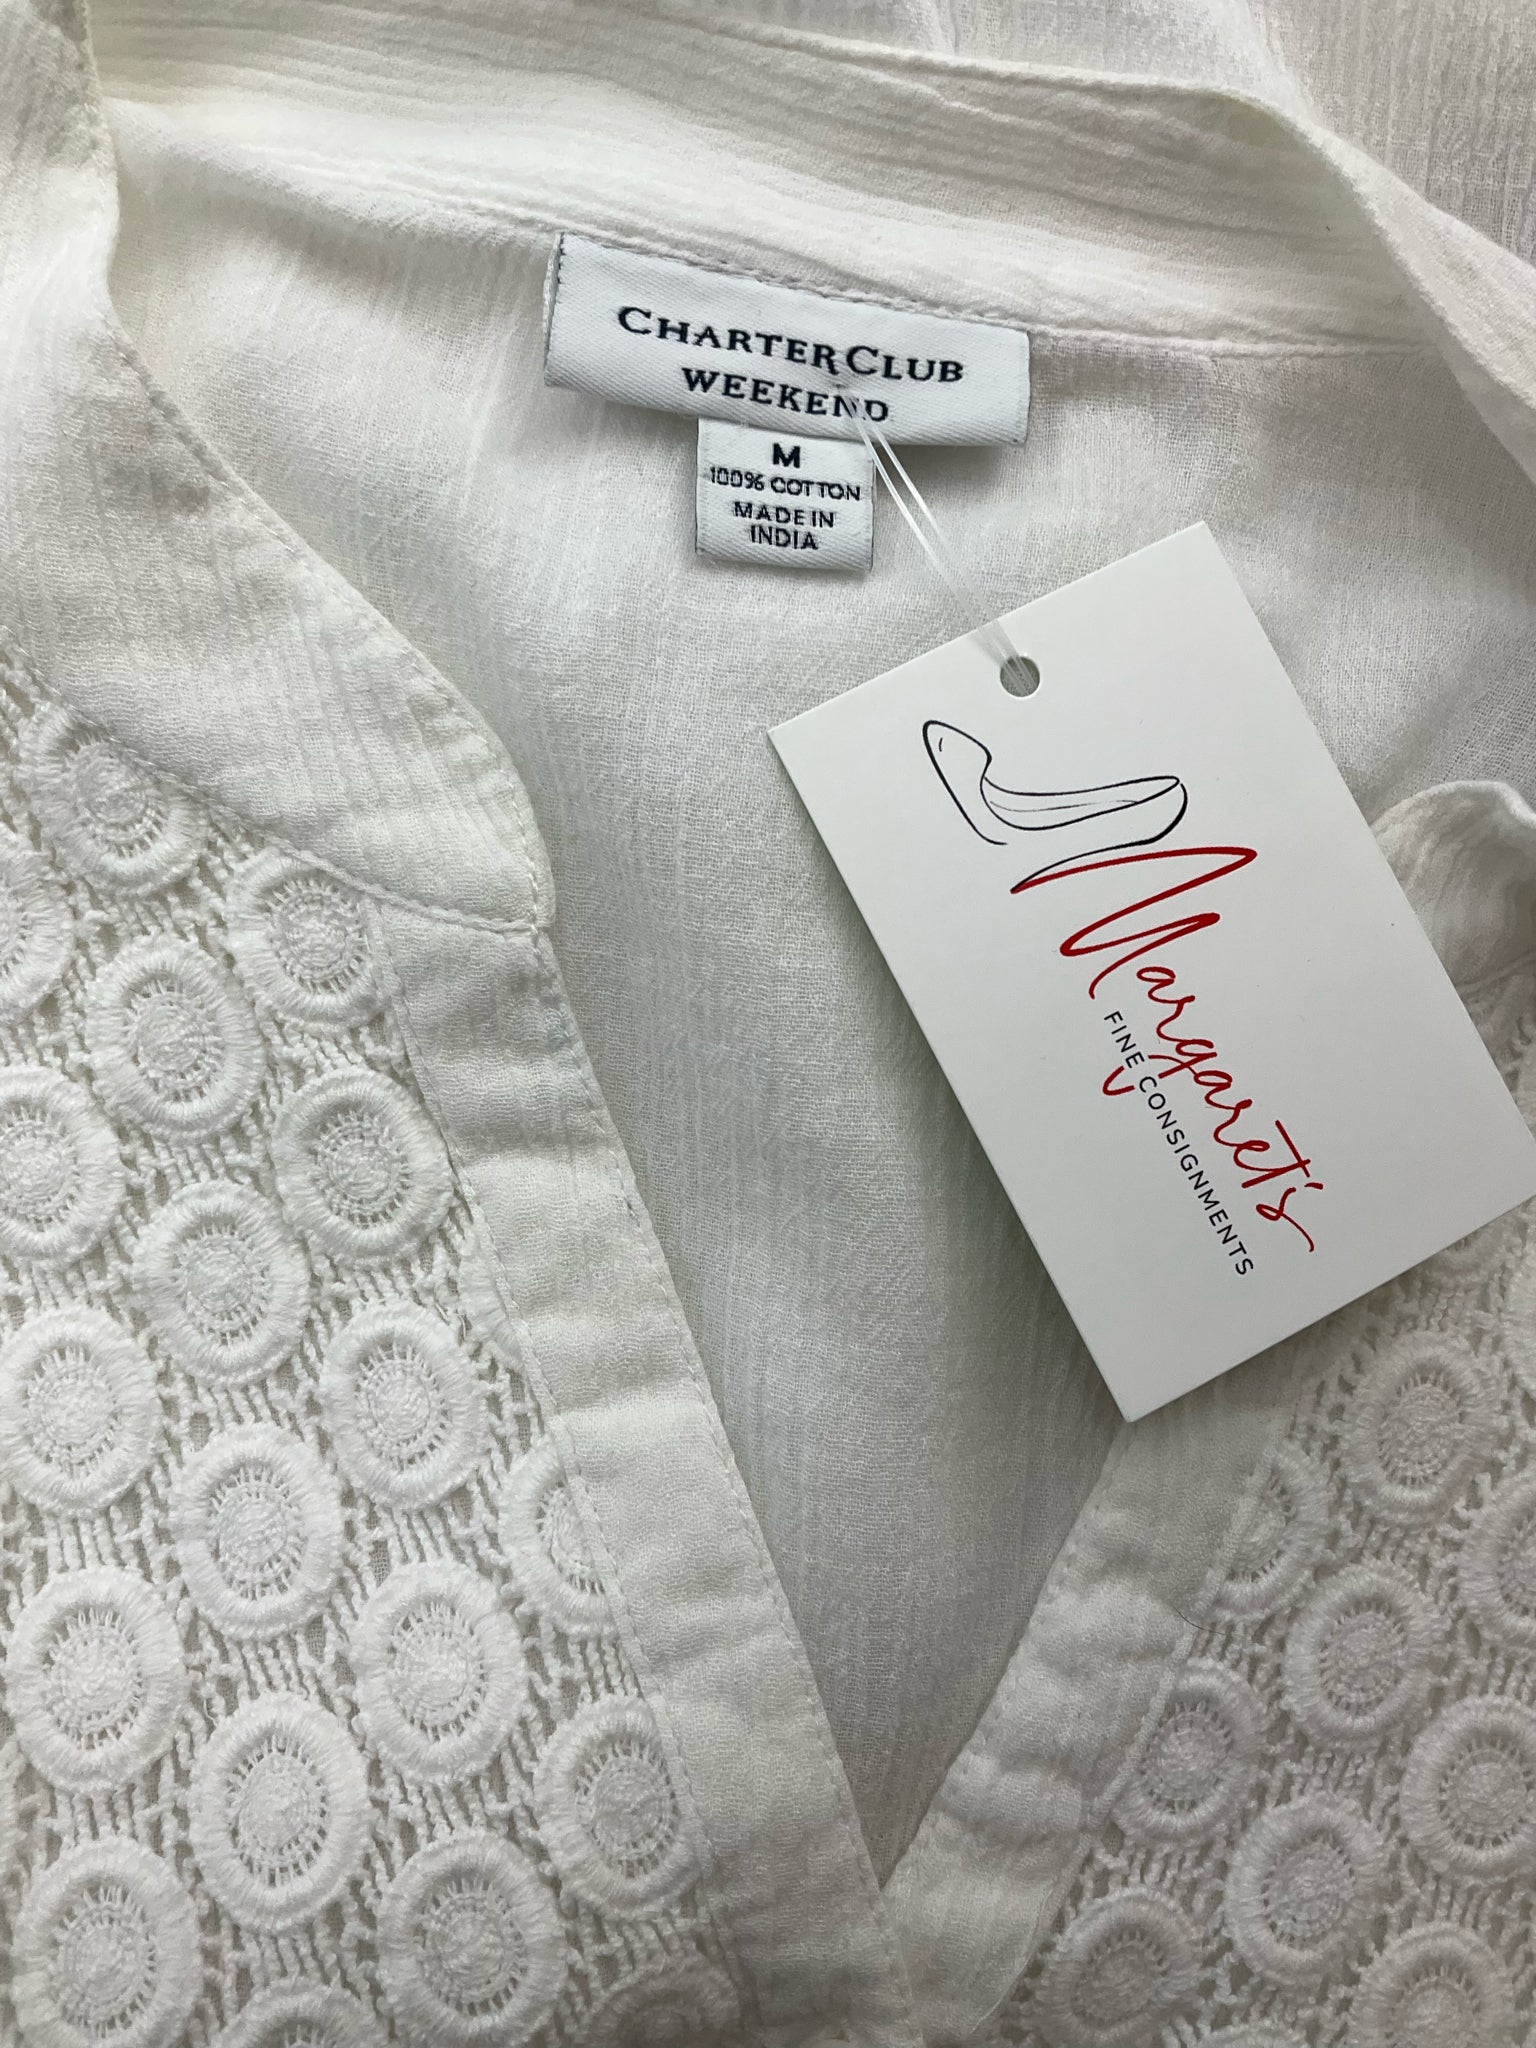 CHARTER CLUB
WEEKEND
M
100% COTTON
MADE IN
INDIA
Margaret's
FINE CONSIGNMENTS